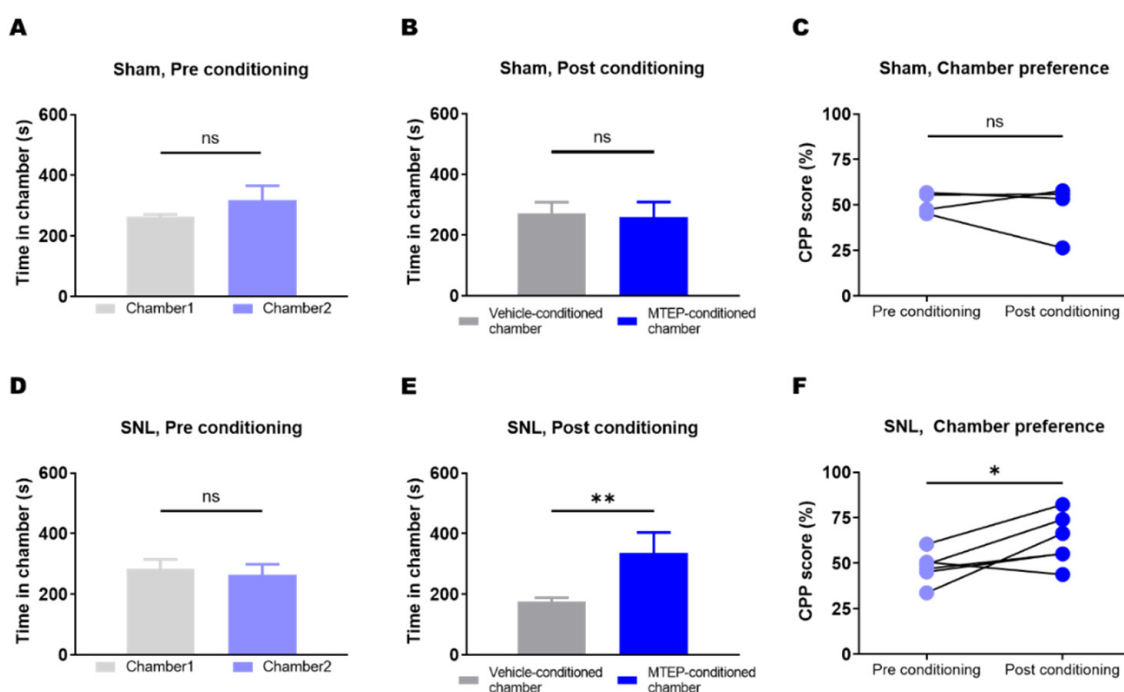 A
B
C
Sham, Pre conditioning
Sham, Post conditioning
Sham, Chamber preference
Time in chamber (s)
600
400
200
0
ns
Chamber1
Chamber2
Time in chamber (s)
600
400
200
0
ns
Vehicle-conditioned
chamber
MTEP-conditioned
chamber
CPP score (%)
100
75
50
25
0
ns
Pre conditioning
Post conditioning
D
E
F
SNL, Pre conditioning
SNL, Post conditioning
SNL, Chamber preference
Time in chamber (s)
600
400
200
0
ns
Chamber1
Chamber2
Time in chamber (s)
600
400
200
0
**
Vehicle-conditioned
chamber
MTEP-conditioned
chamber
CPP score (%)
100
75
50
25
0
*
Pre conditioning
Post conditioning